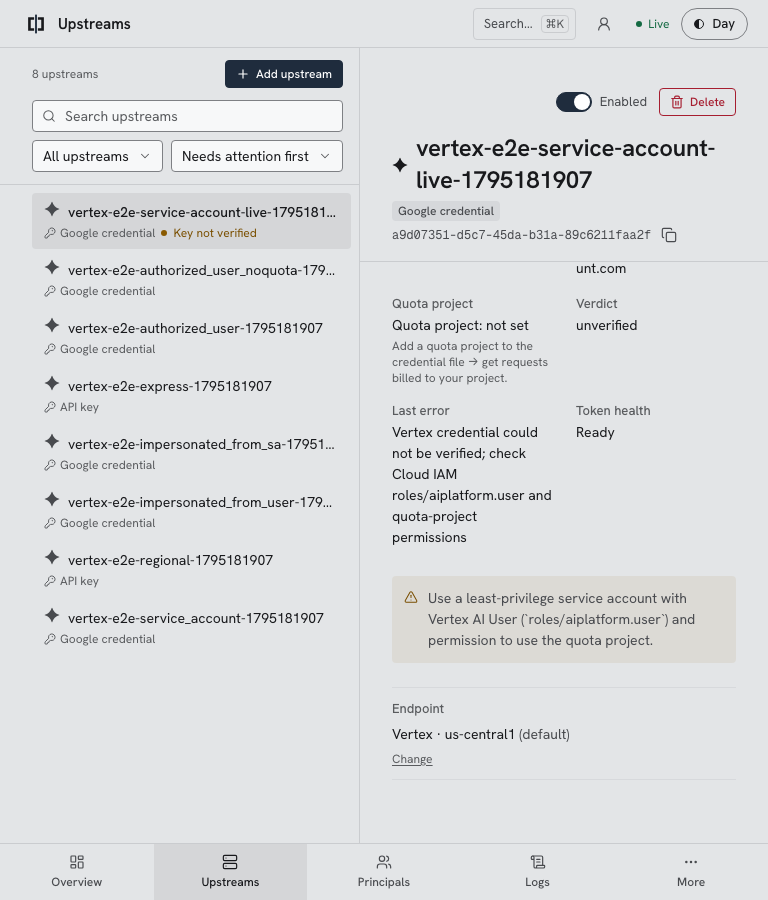 Upstreams
Search... ⌘K
Live
Day
8 upstreams
Add upstream
Search upstreams
All upstreams
Needs attention first
vertex-e2e-service-account-live-1795181...
Google credential
Key not verified
vertex-e2e-authorized_user_noquota-179...
Google credential
vertex-e2e-authorized_user-1795181907
Google credential
vertex-e2e-express-1795181907
API key
vertex-e2e-impersonated_from_sa-17951...
Google credential
vertex-e2e-impersonated_from_user-179...
Google credential
vertex-e2e-regional-1795181907
API key
vertex-e2e-service_account-1795181907
Google credential
Enabled
Delete
vertex-e2e-service-account-
live-1795181907
Google credential
a9d07351-d5c7-45da-b31a-89c6211faa2f
unt.com
Quota project
Quota project: not set
Add a quota project to the
credential file → get requests
billed to your project.
Verdict
unverified
Last error
Vertex credential could
not be verified; check
Cloud IAM
roles/aiplatform.user and
quota-project
permissions
Token health
Ready
Use a least-privilege service account with
Vertex AI User (`roles/aiplatform.user`) and
permission to use the quota project.
Endpoint
Vertex · us-central1 (default)
Change
Overview
Upstreams
Principals
Logs
More